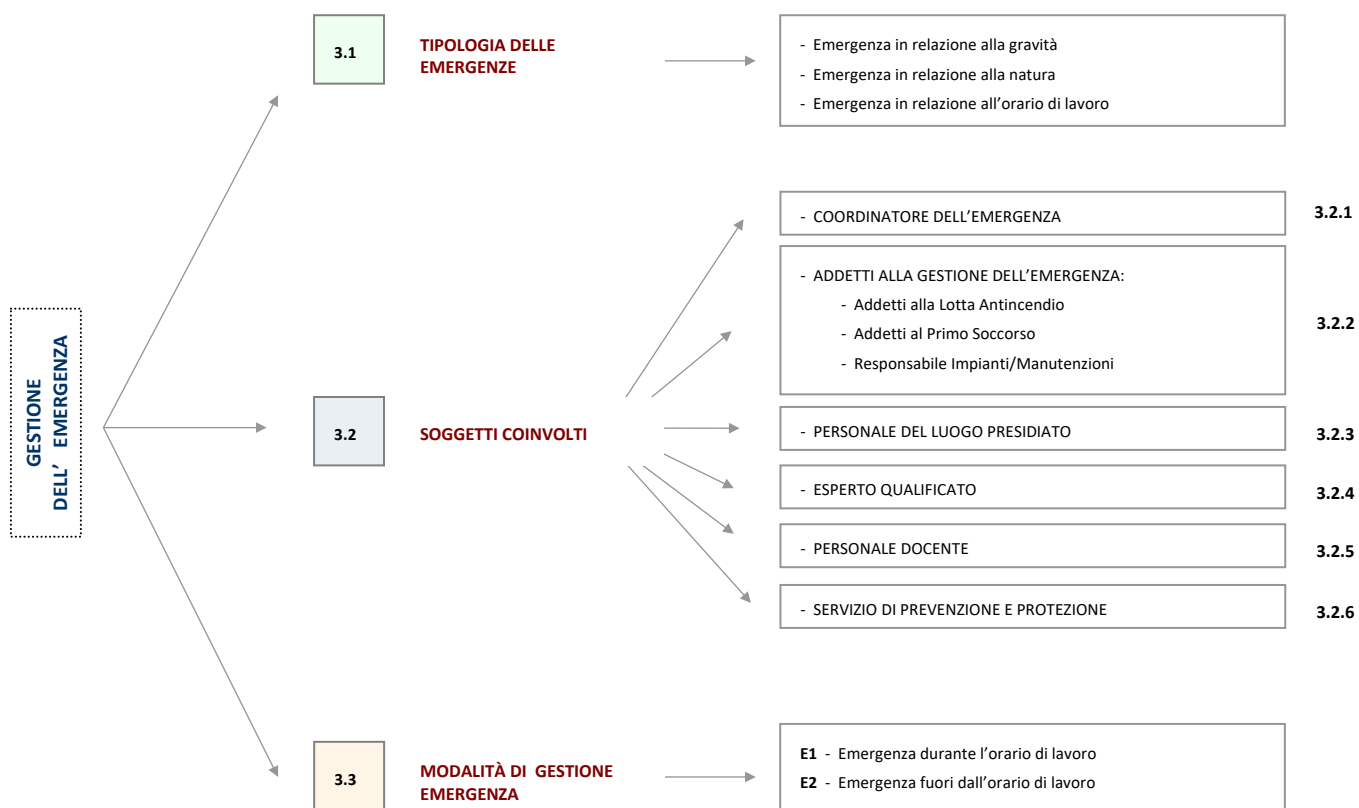 GESTIONE
DELL’ EMERGENZA
3.1
TIPOLOGIA DELLE
EMERGENZE
- Emergenza in relazione alla gravità
- Emergenza in relazione alla natura
- Emergenza in relazione all’orario di lavoro
3.2
SOGGETTI COINVOLTI
- COORDINATORE DELL’EMERGENZA
3.2.1
- ADDETTI ALLA GESTIONE DELL’EMERGENZA:
- Addetti alla Lotta Antincendio
- Addetti al Primo Soccorso
- Responsabile Impianti/Manutenzioni
3.2.2
- PERSONALE DEL LUOGO PRESIDIATO
3.2.3
- ESPERTO QUALIFICATO
3.2.4
- PERSONALE DOCENTE
3.2.5
- SERVIZIO DI PREVENZIONE E PROTEZIONE
3.2.6
3.3
MODALITÀ DI GESTIONE
EMERGENZA
E1 - Emergenza durante l’orario di lavoro
E2 - Emergenza fuori dall’orario di lavoro